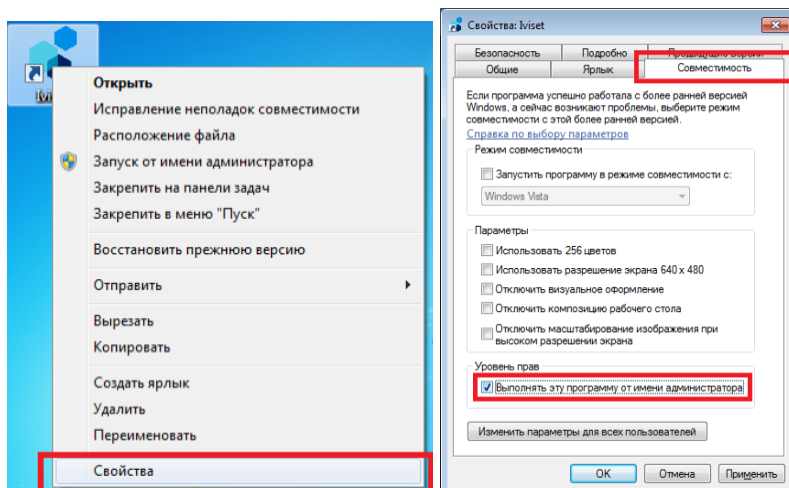 Открыть
Исправление неполадок совместимости
Расположение файла
Запуск от имени администратора
Закрепить на панели задач
Закрепить в меню "Пуск"
Восстановить прежнюю версию
Отправить
Вырезать
Копировать
Создать ярлык
Удалить
Переименовать
Свойства
Свойства: Iviset
Безопасность Подробно Предыдущие версии
Общие Ярлык Совместимость
Если программа успешно работала с более ранней версией
Windows, а сейчас возникают проблемы, выберите режим
совместимости с этой более ранней версией.
Справка по выбору параметров
Режим совместимости
Запустить программу в режиме совместимости с:
Windows Vista
Параметры
Использовать 256 цветов
Использовать разрешение экрана 640 x 480
Отключить визуальное оформление
Отключить композицию рабочего стола
Отключить масштабирование изображения при
высоком разрешении экрана
Уровень прав
Выполнять эту программу от имени администратора
Изменить параметры для всех пользователей
OK Отмена Применить